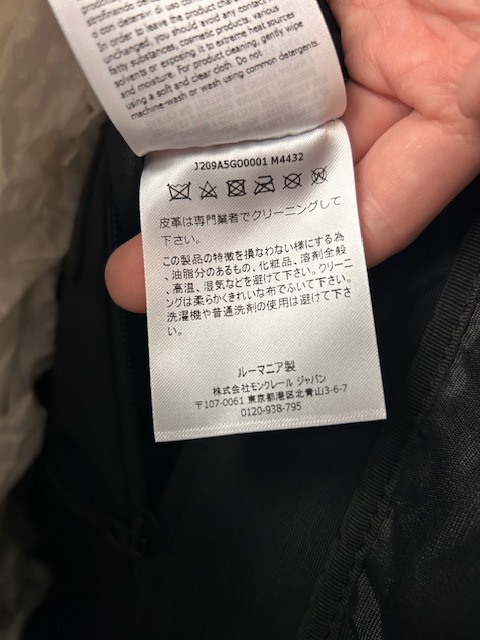 o con detersivi di uso
In order to leave the product
unchanged, you should avoid any contact
fatty substances, cosmetic products, various
solvents or exposing it to extreme heat sources
and moisture. For product cleaning, gently wipe
using a soft and clear cloth. Do not
machine-wash or wash using common detergents.
J209A5G00001 M4432
皮革は専門業者でクリーニングして
下さい。
この製品の特徴を損なわない様にする為
、油脂分のあるもの、化粧品、溶剤全般
、高温、湿気などを避けて下さい。クリーニ
ングは柔らかくきれいな布でふいて下さい。
洗濯機や普通洗剤の使用は避けて下さ
い。
ルーマニア製
株式会社モンクレール ジャパン
〒107-0061 東京都港区北青山3-6-7
0120-938-795